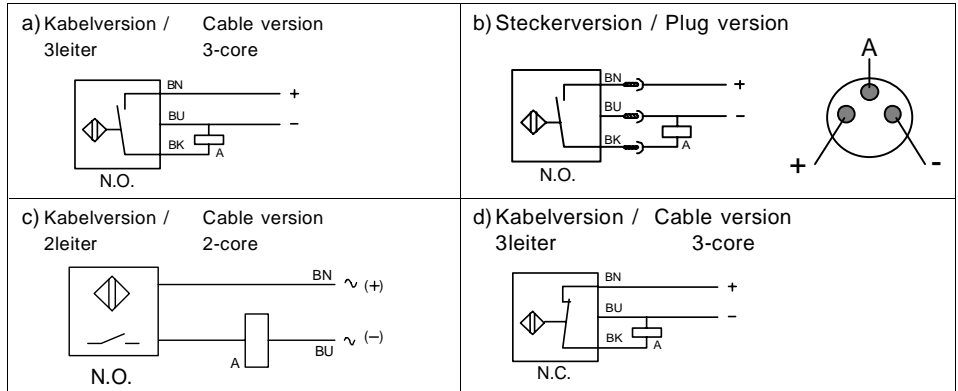 a) Kabelversion / Cable version
3leiter 3-core
BN
+
BU
−
BK
A
N.O.
b) Steckerversion / Plug version
BN
+
BU
−
BK
A
N.O.
A
+
-
c) Kabelversion / Cable version
2leiter 2-core
BN ~ (+)
A
BU ~ (−)
N.O.
d) Kabelversion / Cable version
3leiter 3-core
BN
+
BU
−
BK
A
N.C.